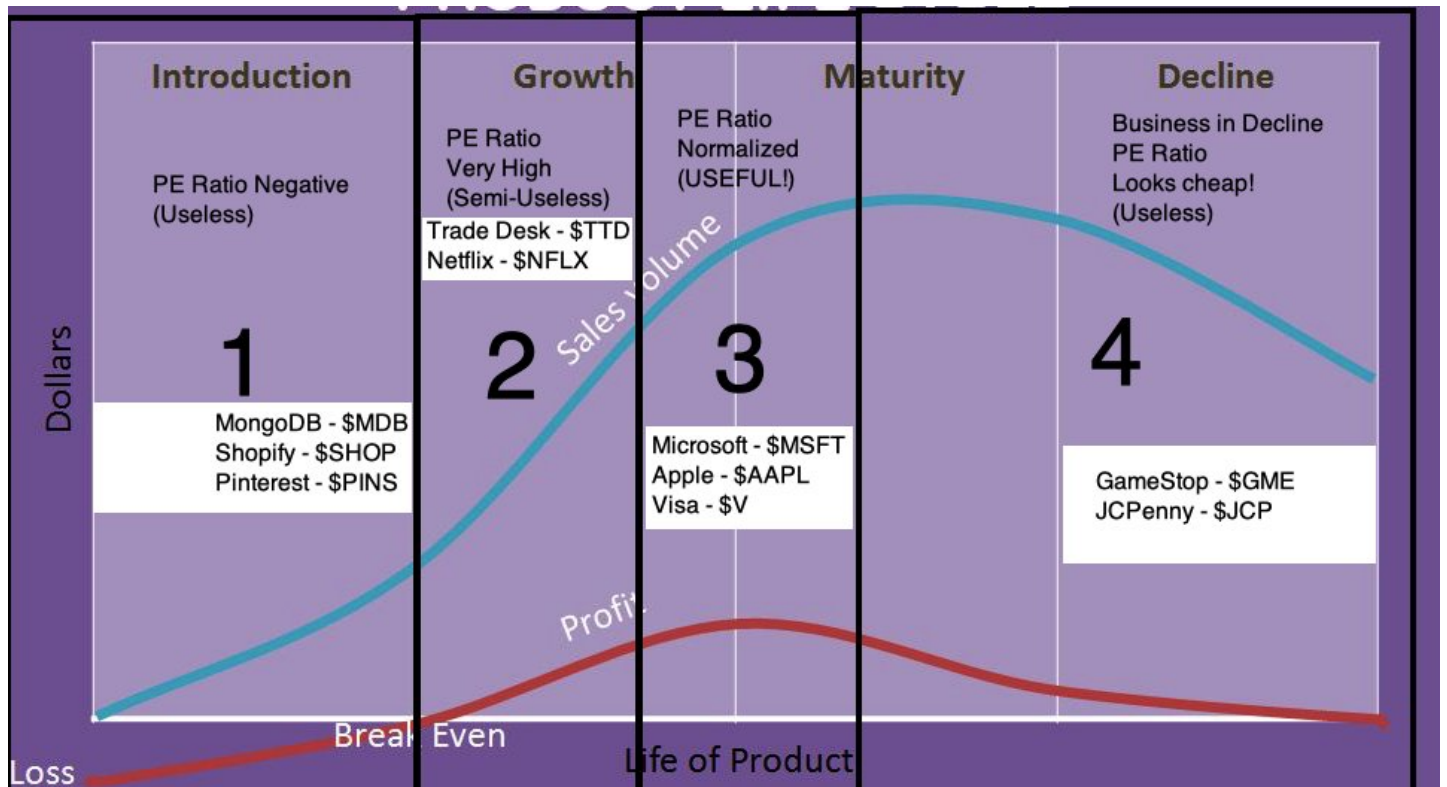 Introduction
Growth
Maturity
Decline
PE Ratio Negative
(Useless)
PE Ratio
Very High
(Semi-Useless)
Trade Desk - $TTD
Netflix - $NFLX
PE Ratio
Normalized
(USEFUL!)
Business in Decline
PE Ratio
Looks cheap!
(Useless)
Sales volume
Dollars
1
2
3
4
MongoDB - $MDB
Shopify - $SHOP
Pinterest - $PINS
Microsoft - $MSFT
Apple - $AAPL
Visa - $V
GameStop - $GME
JCPenny - $JCP
Profit
Break Even
Loss
Life of Product